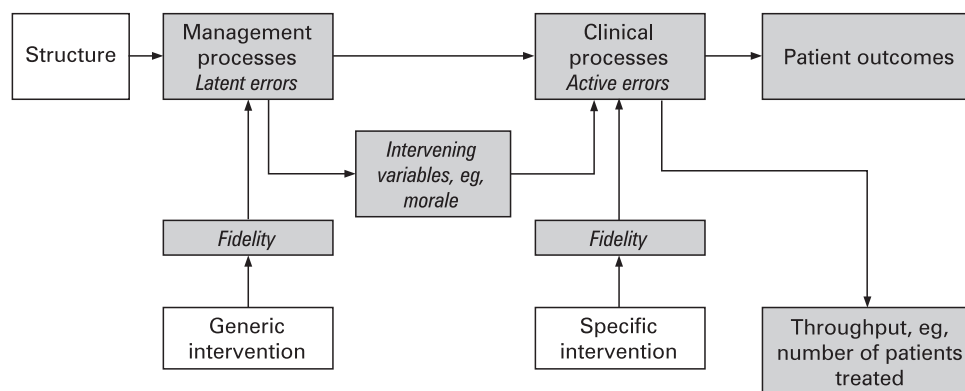 Structure
Management
processes
Latent errors
Clinical
processes
Active errors
Patient outcomes
Intervening
variables, eg,
morale
Fidelity
Fidelity
Generic
intervention
Specific
intervention
Throughput, eg,
number of patients
treated